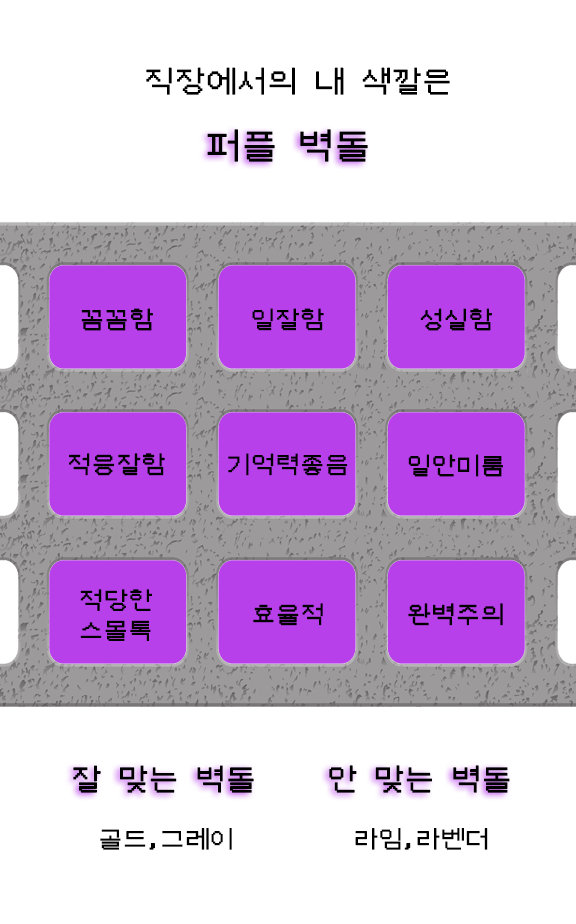 직장에서의 내 색깔은
퍼플 벽돌
꼼꼼함 일잘함 성실함
적응잘함 기억력좋음 일안미룸
적당한
스몰톡 효율적 완벽주의
잘 맞는 벽돌 안 맞는 벽돌
골드,그레이 라임,라벤더